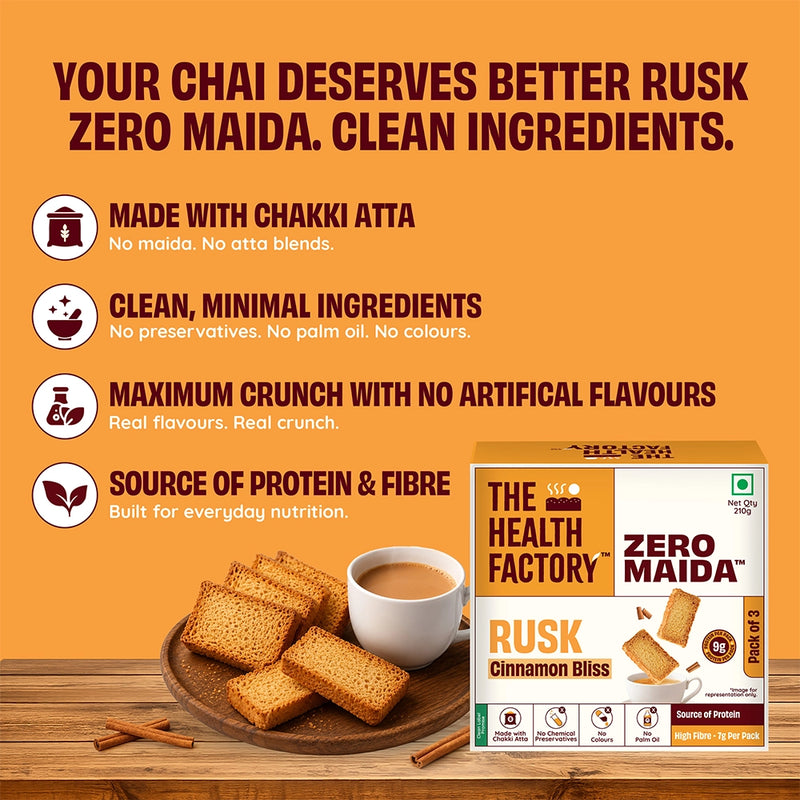 YOUR CHAI DESERVES BETTER RUSK
ZERO MAIDA. CLEAN INGREDIENTS.
MADE WITH CHAKKI ATTA
No maida. No atta blends.
CLEAN, MINIMAL INGREDIENTS
No preservatives. No palm oil. No colours.
MAXIMUM CRUNCH WITH NO ARTIFICAL FLAVOURS
Real flavours. Real crunch.
SOURCE OF PROTEIN & FIBRE
Built for everyday nutrition.
THE
HEALTH
FACTORY
THE
HEALTH
FACTORY™
Net Qty
210g
ZERO
MAIDA™
RUSK
Cinnamon Bliss
9g
Pack of 3
*Image for
representation only.
Clean Label
Promise
Made with
Chakki Atta
No Chemical
Preservatives
No
Colours
No
Palm Oil
Source of Protein
High Fibre - 7g Per Pack